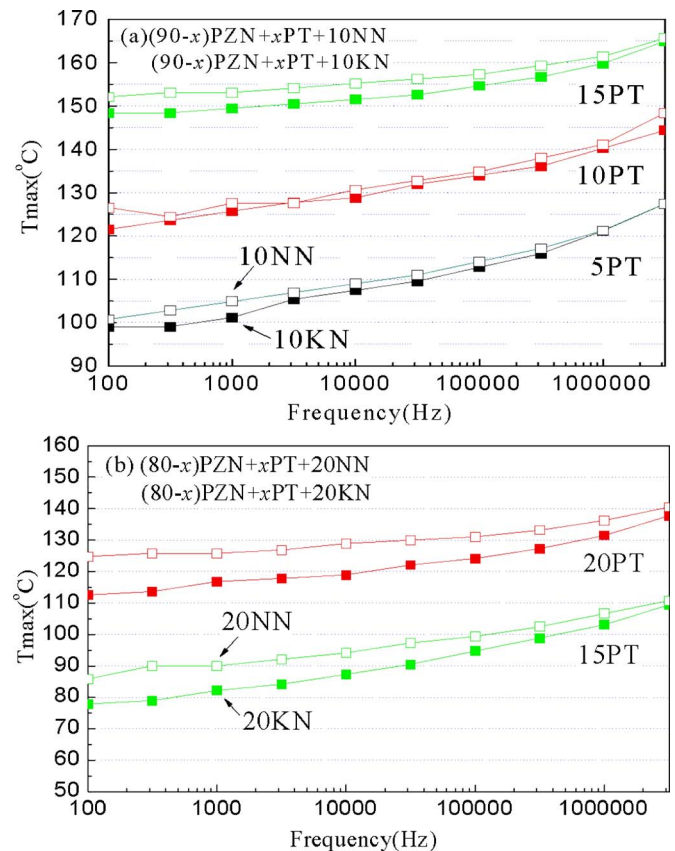 (a)(90-x)PZN+xPT+10NN
(90-x)PZN+xPT+10KN
170
160
150
140
130
120
110
100
90
Tmax(°C)
15PT
10PT
5PT
10NN
10KN
100
1000
10000
100000
1000000
Frequency(Hz)
(b) (80-x)PZN+xPT+20NN
(80-x)PZN+xPT+20KN
160
150
140
130
120
110
100
90
80
70
60
50
Tmax(°C)
20PT
15PT
20NN
20KN
100
1000
10000
100000
1000000
Frequency(Hz)